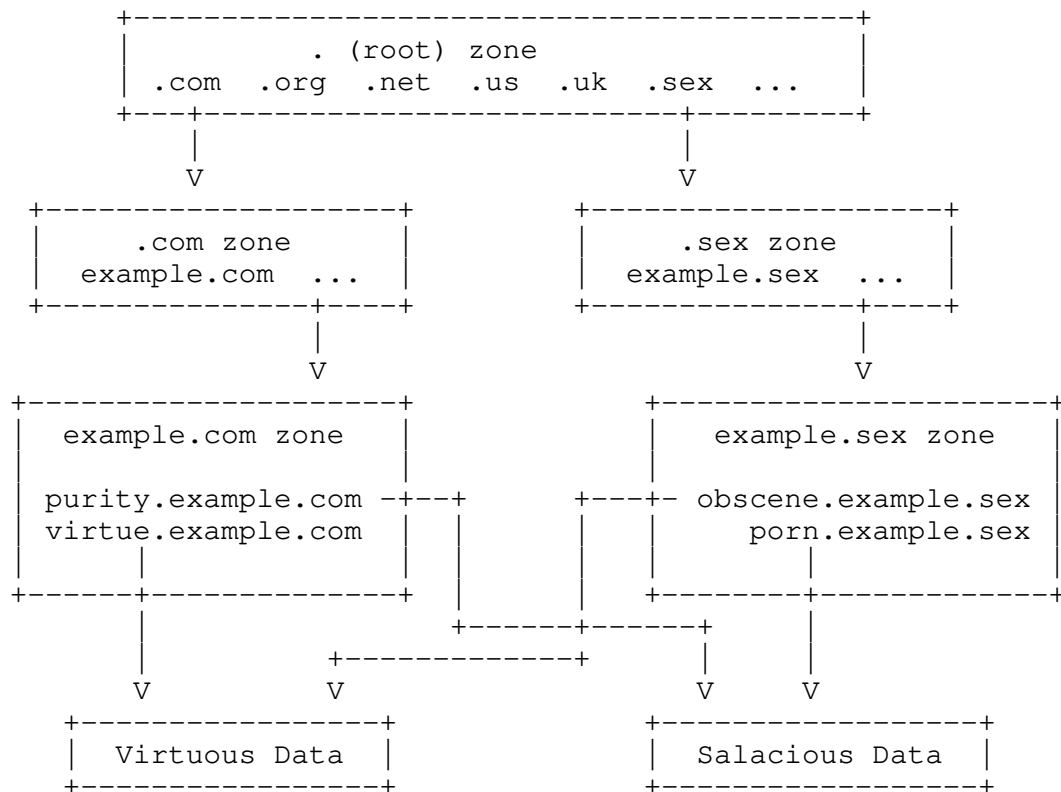 . (root) zone
.com .org .net .us .uk .sex ...
.com zone
example.com ...
.sex zone
example.sex ...
example.com zone
purity.example.com
virtue.example.com
example.sex zone
obscene.example.sex
porn.example.sex
Virtuous Data
Salacious Data